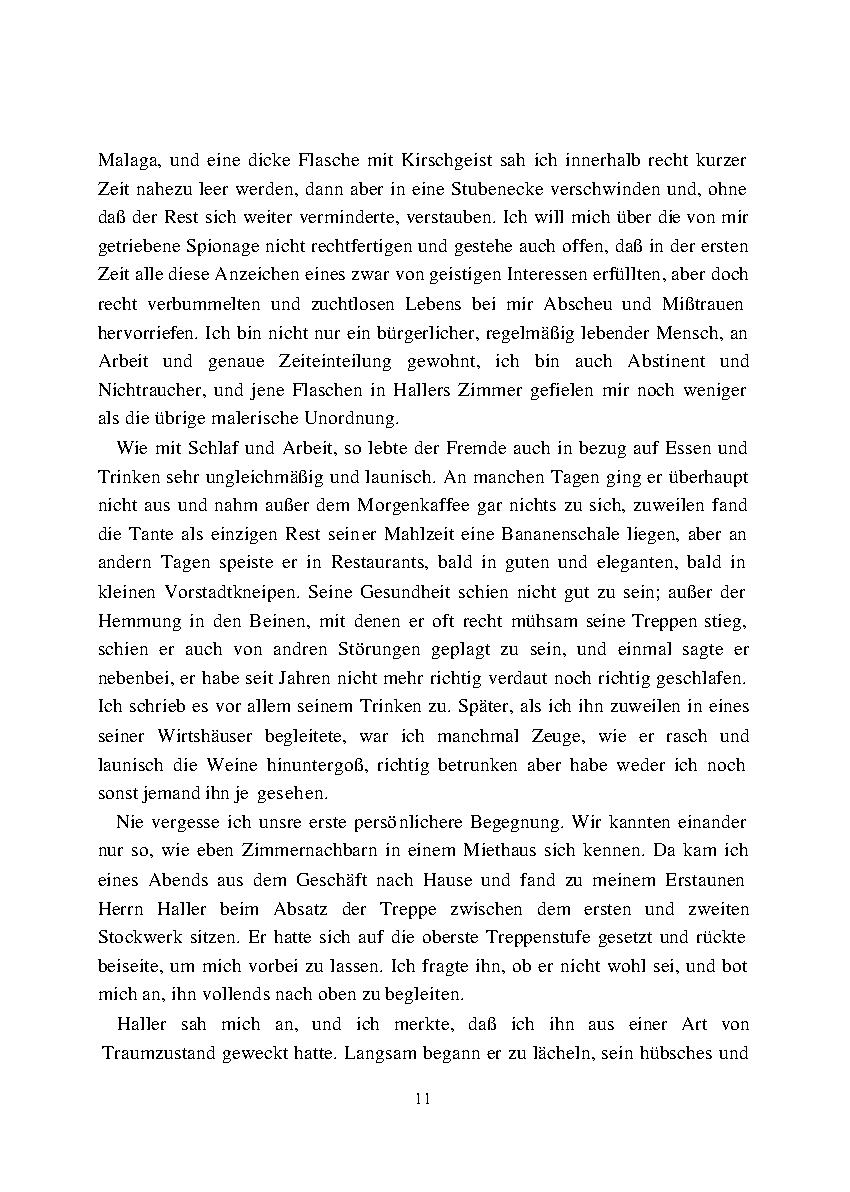 Malaga, und eine dicke Flasche mit Kirschgeist sah ich innerhalb recht kurzer
Zeit nahezu leer werden, dann aber in eine Stubenecke verschwinden und, ohne
daß der Rest sich weiter verminderte, verstauben. Ich will mich über die von mir
getriebene Spionage nicht rechtfertigen und gestehe auch offen, daß in der ersten
Zeit alle diese Anzeichen eines zwar von geistigen Interessen erfüllten, aber doch
recht verbummelten und zuchtlosen Lebens bei mir Abscheu und Mißtrauen
hervorriefen. Ich bin nicht nur ein bürgerlicher, regelmäßig lebender Mensch, an
Arbeit und genaue Zeiteinteilung gewohnt, ich bin auch Abstinent und
Nichtraucher, und jene Flaschen in Hallers Zimmer gefielen mir noch weniger
als die übrige malerische Unordnung.
Wie mit Schlaf und Arbeit, so lebte der Fremde auch in bezug auf Essen und
Trinken sehr ungleichmäßig und launisch. An manchen Tagen ging er überhaupt
nicht aus und nahm außer dem Morgenkaffee gar nichts zu sich, zuweilen fand
die Tante als einzigen Rest seiner Mahlzeit eine Bananenschale liegen, aber an
andern Tagen speiste er in Restaurants, bald in guten und eleganten, bald in
kleinen Vorstadtkneipen. Seine Gesundheit schien nicht gut zu sein; außer der
Hemmung in den Beinen, mit denen er oft recht mühsam seine Treppen stieg,
schien er auch von andren Störungen geplagt zu sein, und einmal sagte er
nebenbei, er habe seit Jahren nicht mehr richtig verdaut noch richtig geschlafen.
Ich schrieb es vor allem seinem Trinken zu. Später, als ich ihn zuweilen in eines
seiner Wirtshäuser begleitete, war ich manchmal Zeuge, wie er rasch und
launisch die Weine hinuntergoß, richtig betrunken aber habe weder ich noch
sonst jemand ihn je gesehen.
Nie vergesse ich unsre erste persönlichere Begegnung. Wir kannten einander
nur so, wie eben Zimmernachbarn in einem Miethaus sich kennen. Da kam ich
eines Abends aus dem Geschäft nach Hause und fand zu meinem Erstaunen
Herrn Haller beim Absatz der Treppe zwischen dem ersten und zweiten
Stockwerk sitzen. Er hatte sich auf die oberste Treppenstufe gesetzt und rückte
beiseite, um mich vorbei zu lassen. Ich fragte ihn, ob er nicht wohl sei, und bot
mich an, ihn vollends nach oben zu begleiten.
Haller sah mich an, und ich merkte, daß ich ihn aus einer Art von
Traumzustand geweckt hatte. Langsam begann er zu lächeln, sein hübsches und
11